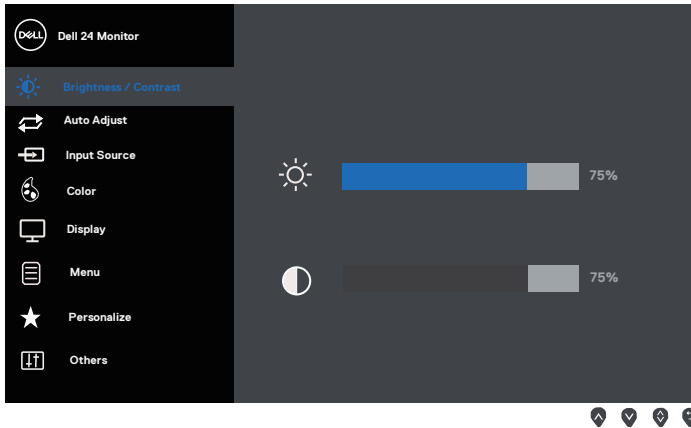 DELL
Dell 24 Monitor
Brightness / Contrast
Auto Adjust
Input Source
75%
Color
Display
Menu
75%
Personalize
Others